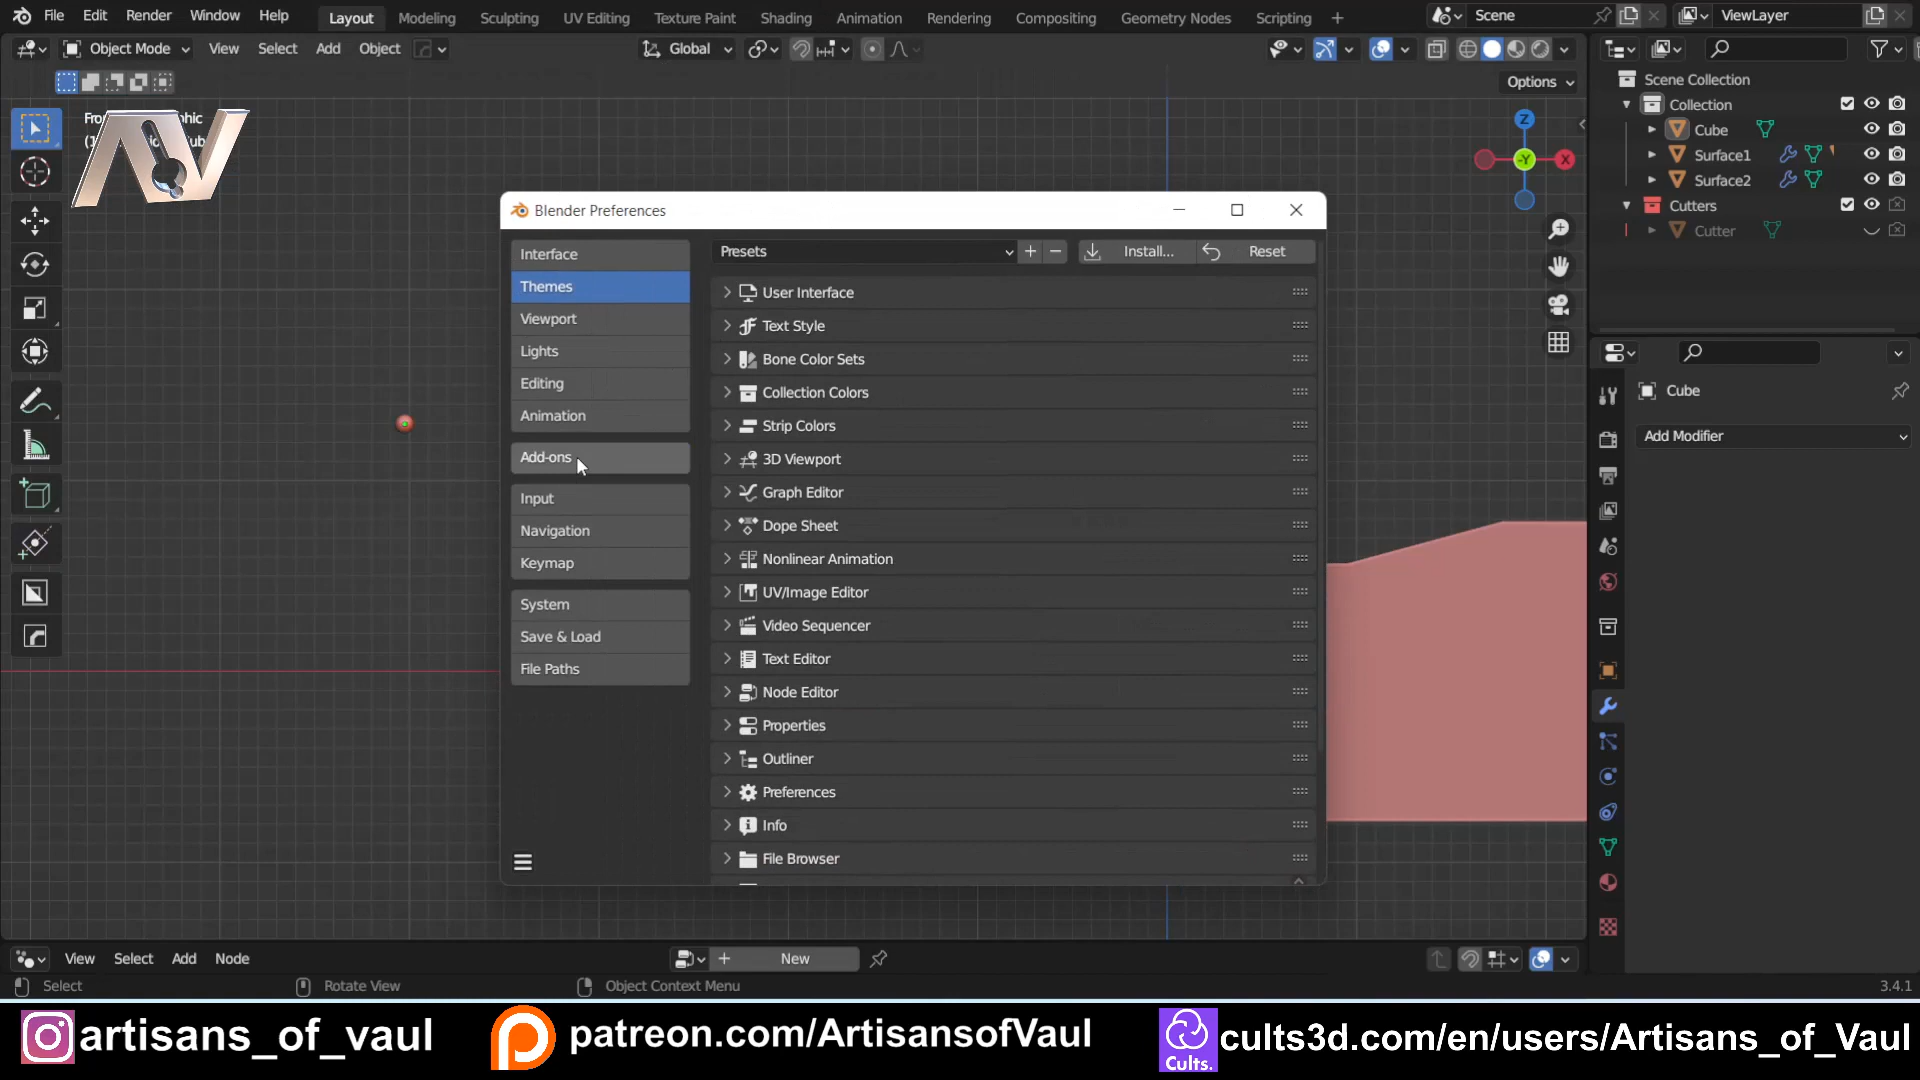 File Edit Render Window Help Layout Modeling Sculpting UV Editing Texture Paint Shading Animation Rendering Compositing Geometry Nodes Scripting + Scene ViewLayer
Object Mode View Select Add Object Global
Options
Scene Collection
Collection
Cube
Surface1
Surface2
Cutters
Cutter
Z
-Y
X
AV
Blender Preferences
Interface
Themes
Viewport
Lights
Editing
Animation
Add-ons
Input
Navigation
Keymap
System
Save & Load
File Paths
Presets + − Install... Reset
User Interface
Text Style
Bone Color Sets
Collection Colors
Strip Colors
3D Viewport
Graph Editor
Dope Sheet
Nonlinear Animation
UV/Image Editor
Video Sequencer
Text Editor
Node Editor
Properties
Outliner
Preferences
Info
File Browser
Cube
Add Modifier
View Select Add Node + New
Select Rotate View Object Context Menu 3.4.1
artisans_of_vaul patreon.com/ArtisansofVaul Cults. cults3d.com/en/users/Artisans_of_Vaul